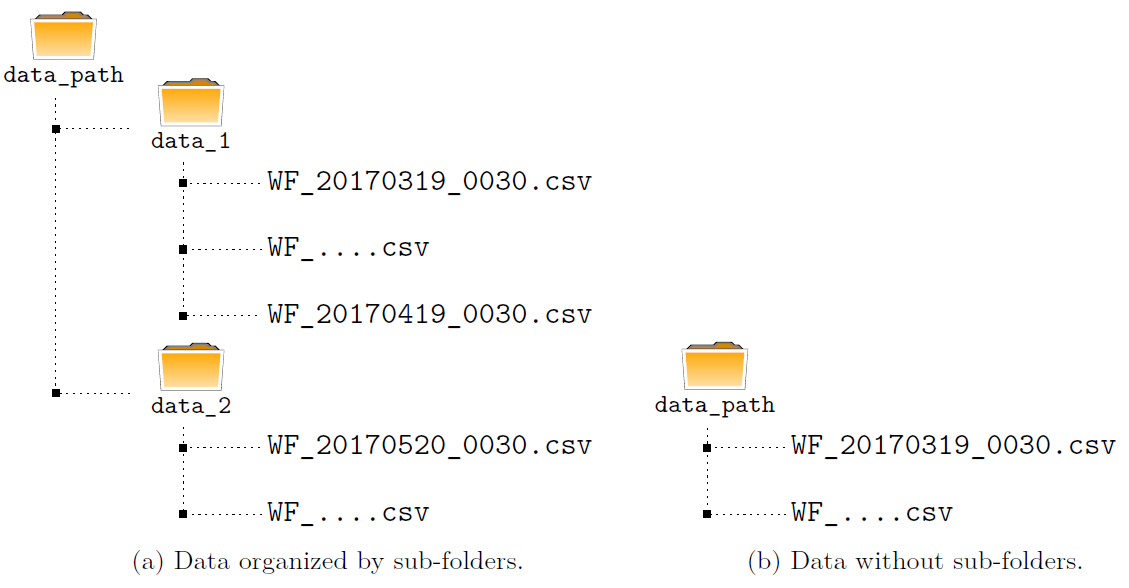 data_path
data_1
WF_20170319_0030.csv
WF_....csv
WF_20170419_0030.csv
data_2
WF_20170520_0030.csv
WF_....csv
(a) Data organized by sub-folders.
data_path
WF_20170319_0030.csv
WF_....csv
(b) Data without sub-folders.